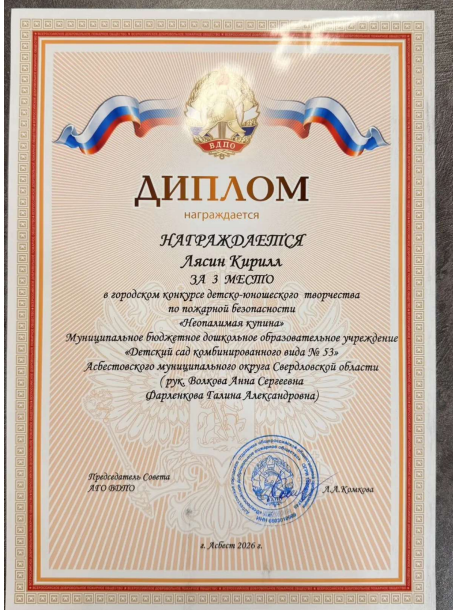 ВДПО
ДИПЛОМ
награждается
НАГРАЖДАЕТСЯ
Лясин Кирилл
ЗА 3 МЕСТО
в городском конкурсе детско-юношеского творчества
по пожарной безопасности
«Неопалимая купина»
Муниципальное бюджетное дошкольное образовательное учреждение
«Детский сад комбинированного вида № 53»
Асбестовского муниципального округа Свердловской области
( рук. Волкова Анна Сергеевна
Фарленкова Галина Александровна)
Председатель Совета
АГО ВДПО
Л.А.Комкова
г. Асбест 2026 г.